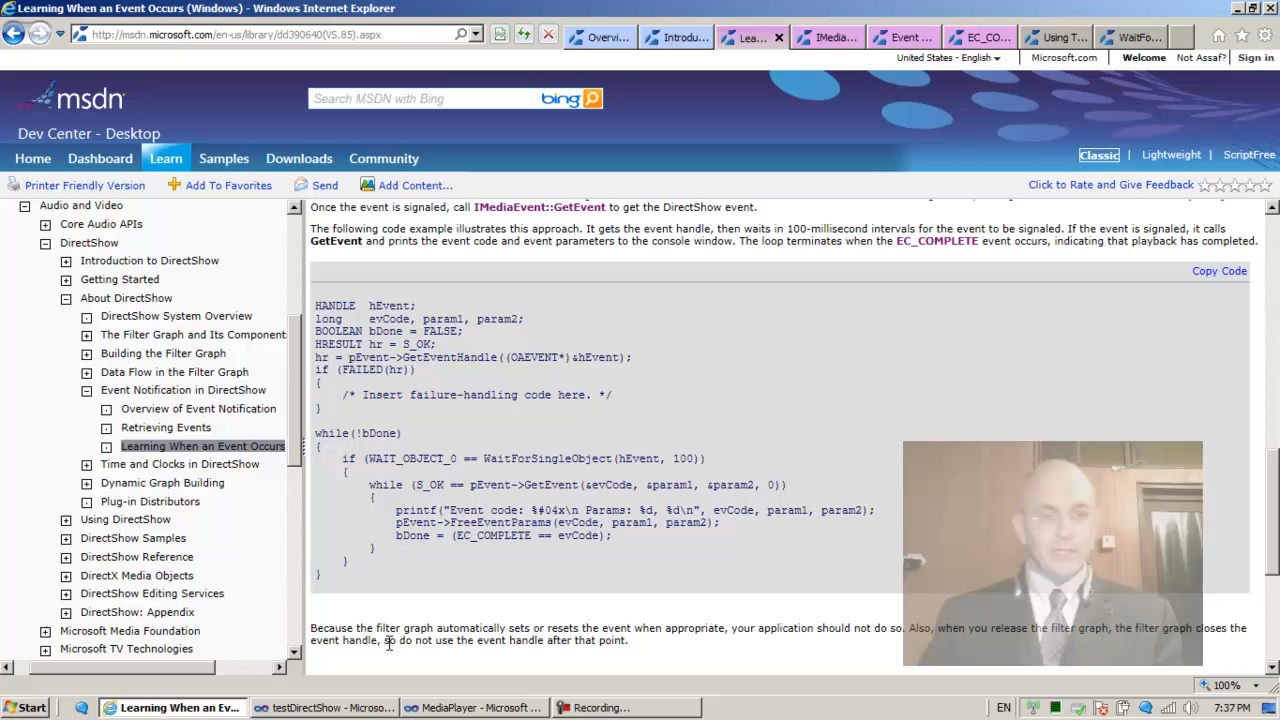 Learning When an Event Occurs (Windows) - Windows Internet Explorer
http://msdn.microsoft.com/en-us/library/dd390640(VS.85).aspx
Overvi... Introdu... Lea... IMedia... Event ... EC_CO... Using T... WaitFo...
United States - English Microsoft.com Welcome Not Assaf? Sign in
msdn
Search MSDN with Bing bing
Dev Center - Desktop
Home Dashboard Learn Samples Downloads Community
Classic | Lightweight | ScriptFree
Printer Friendly Version Add To Favorites Send Add Content...
Click to Rate and Give Feedback
Audio and Video
Core Audio APIs
DirectShow
Introduction to DirectShow
Getting Started
About DirectShow
DirectShow System Overview
The Filter Graph and Its Component
Building the Filter Graph
Data Flow in the Filter Graph
Event Notification in DirectShow
Overview of Event Notification
Retrieving Events
Learning When an Event Occurs
Time and Clocks in DirectShow
Dynamic Graph Building
Plug-in Distributors
Using DirectShow
DirectShow Samples
DirectShow Reference
DirectX Media Objects
DirectShow Editing Services
DirectShow: Appendix
Microsoft Media Foundation
Microsoft TV Technologies
Once the event is signaled, call IMediaEvent::GetEvent to get the DirectShow event.
The following code example illustrates this approach. It gets the event handle, then waits in 100-millisecond intervals for the event to be signaled. If the event is signaled, it calls
GetEvent and prints the event code and event parameters to the console window. The loop terminates when the EC_COMPLETE event occurs, indicating that playback has completed.
Copy Code
HANDLE hEvent;
long evCode, param1, param2;
BOOLEAN bDone = FALSE;
HRESULT hr = S_OK;
hr = pEvent->GetEventHandle((OAEVENT*)&hEvent);
if (FAILED(hr))
{
/* Insert failure-handling code here. */
}
while(!bDone)
{
if (WAIT_OBJECT_0 == WaitForSingleObject(hEvent, 100))
{
while (S_OK == pEvent->GetEvent(&evCode, &param1, &param2, 0))
{
printf("Event code: %#04x\n Params: %d, %d\n", evCode, param1, param2);
pEvent->FreeEventParams(evCode, param1, param2);
bDone = (EC_COMPLETE == evCode);
}
}
}
Because the filter graph automatically sets or resets the event when appropriate, your application should not do so. Also, when you release the filter graph, the filter graph closes the
event handle, so do not use the event handle after that point.
100%
Start Learning When an Ev... testDirectShow - Microso... MediaPlayer - Microsoft ... Recording... EN 7:37 PM